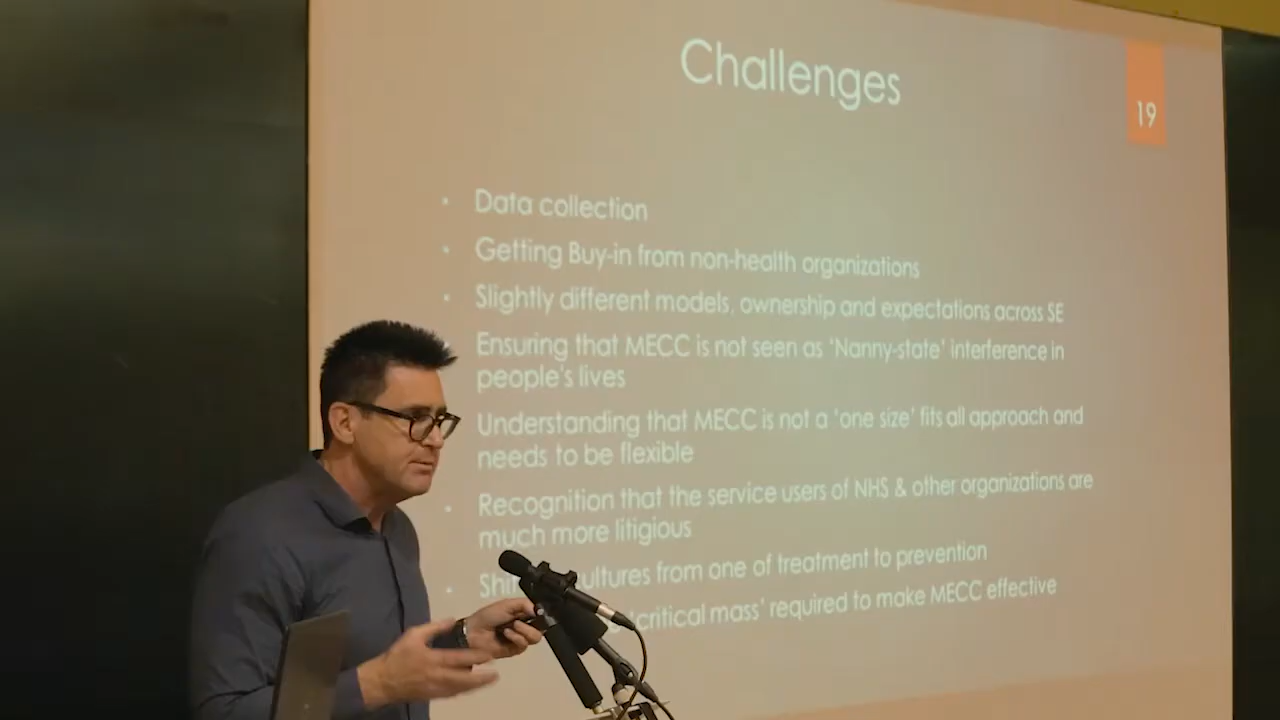 Challenges
19
Data collection
Getting Buy-in from non-health organizations
Slightly different models, ownership and expectations across SE
Ensuring that MECC is not seen as 'Nanny-state' interference in
people's lives
Understanding that MECC is not a 'one size' fits all approach and
needs to be flexible
Recognition that the service users of NHS & other organizations are
much more litigious
cultures from one of treatment to prevention
'critical mass' required to make MECC effective